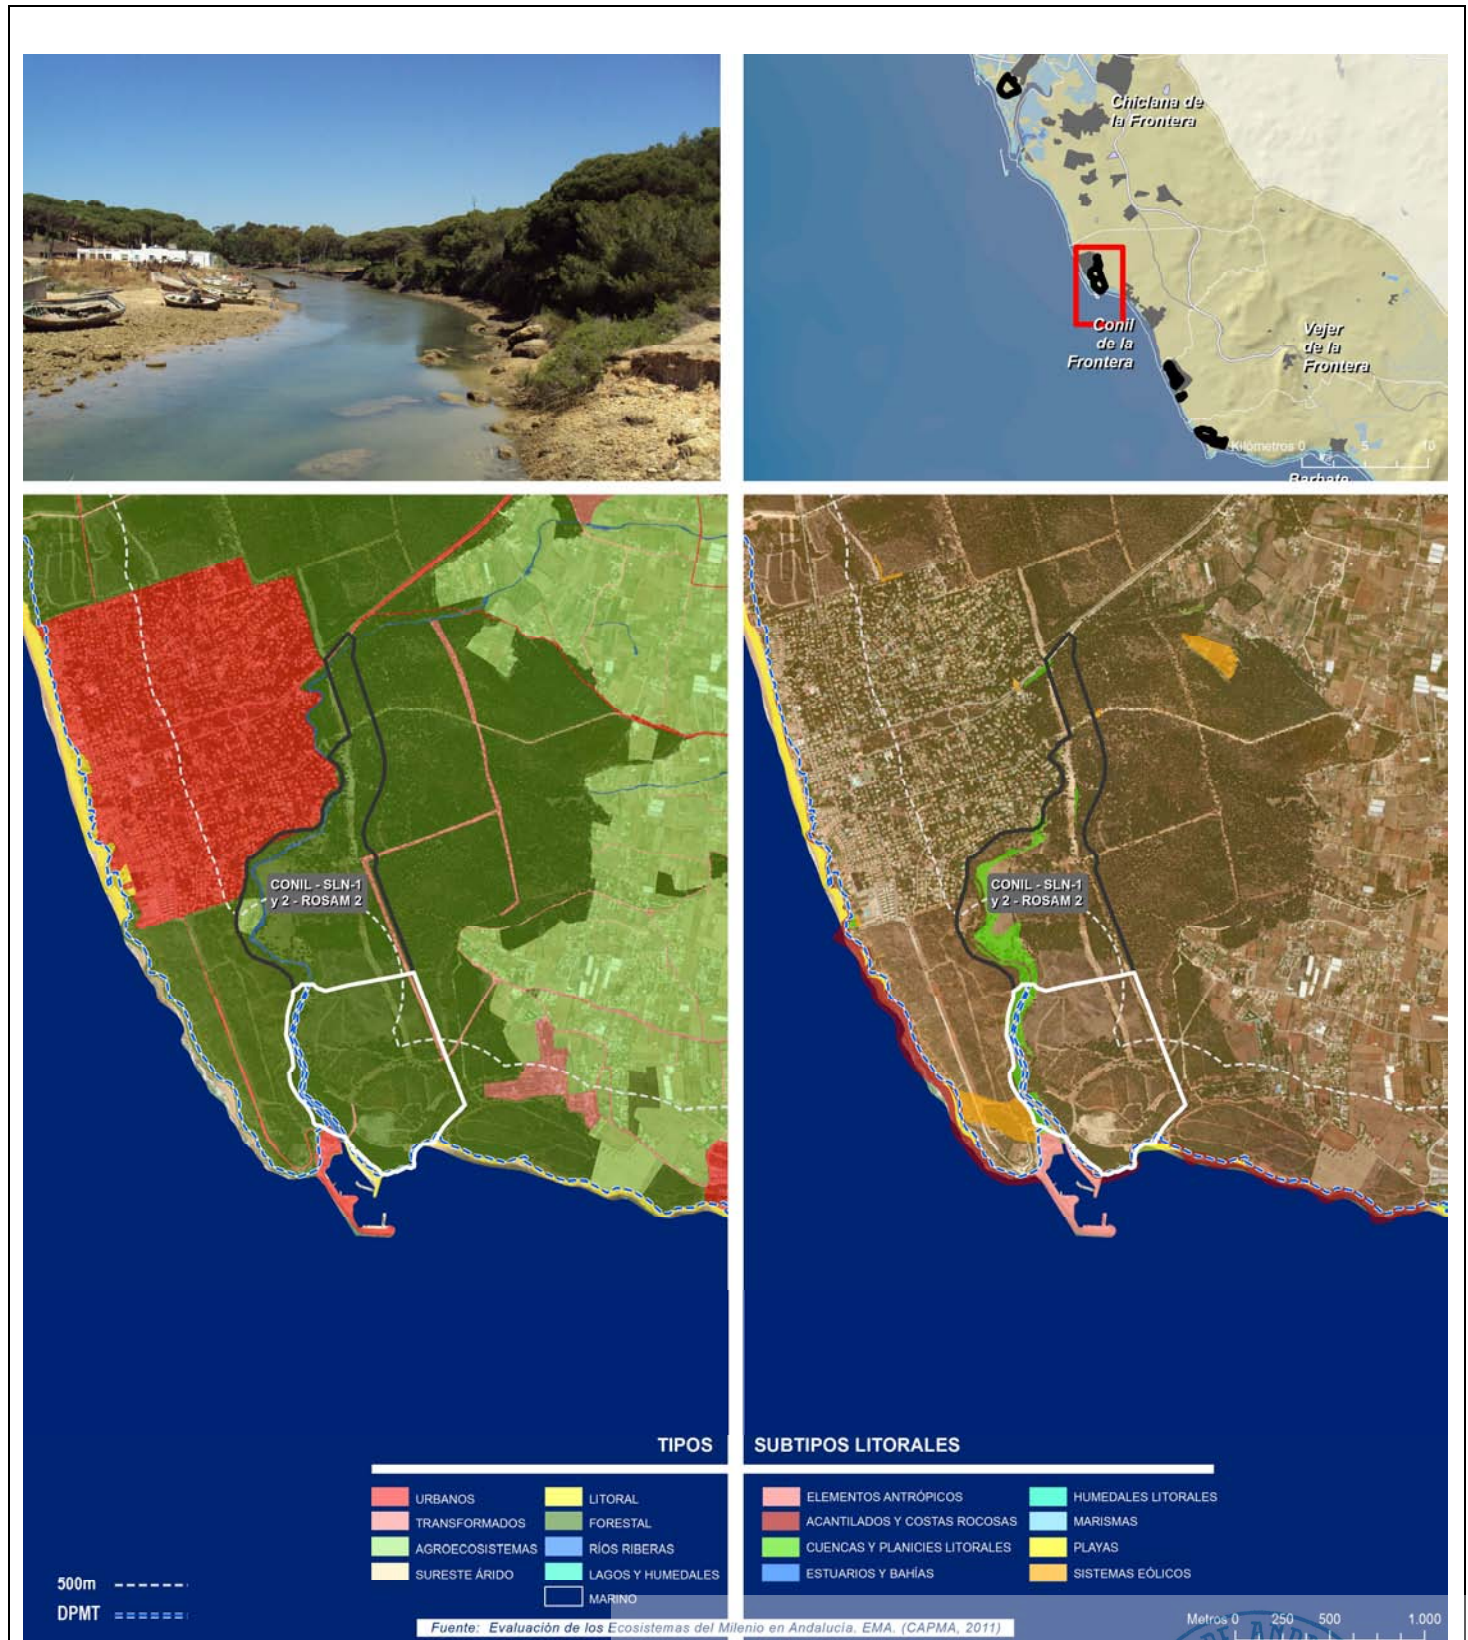 Chiclana de
la Frontera
Conil
de la
Frontera
Vejer
de la
Frontera
Kilómetros 0 5 10
Barbate
CONIL - SLN-1
y 2 - ROSAM 2
CONIL - SLN-1
y 2 - ROSAM 2
TIPOS
URBANOS
TRANSFORMADOS
AGROECOSISTEMAS
SURESTE ÁRIDO
LITORAL
FORESTAL
RÍOS RIBERAS
LAGOS Y HUMEDALES
MARINO
500m
DPMT
SUBTIPOS LITORALES
ELEMENTOS ANTRÓPICOS
ACANTILADOS Y COSTAS ROCOSAS
CUENCAS Y PLANICIES LITORALES
ESTUARIOS Y BAHÍAS
HUMEDALES LITORALES
MARISMAS
PLAYAS
SISTEMAS EÓLICOS
Fuente: Evaluación de los Ecosistemas del Milenio en Andalucía. EMA. (CAPMA, 2011)
Metros 0 250 500 1.000